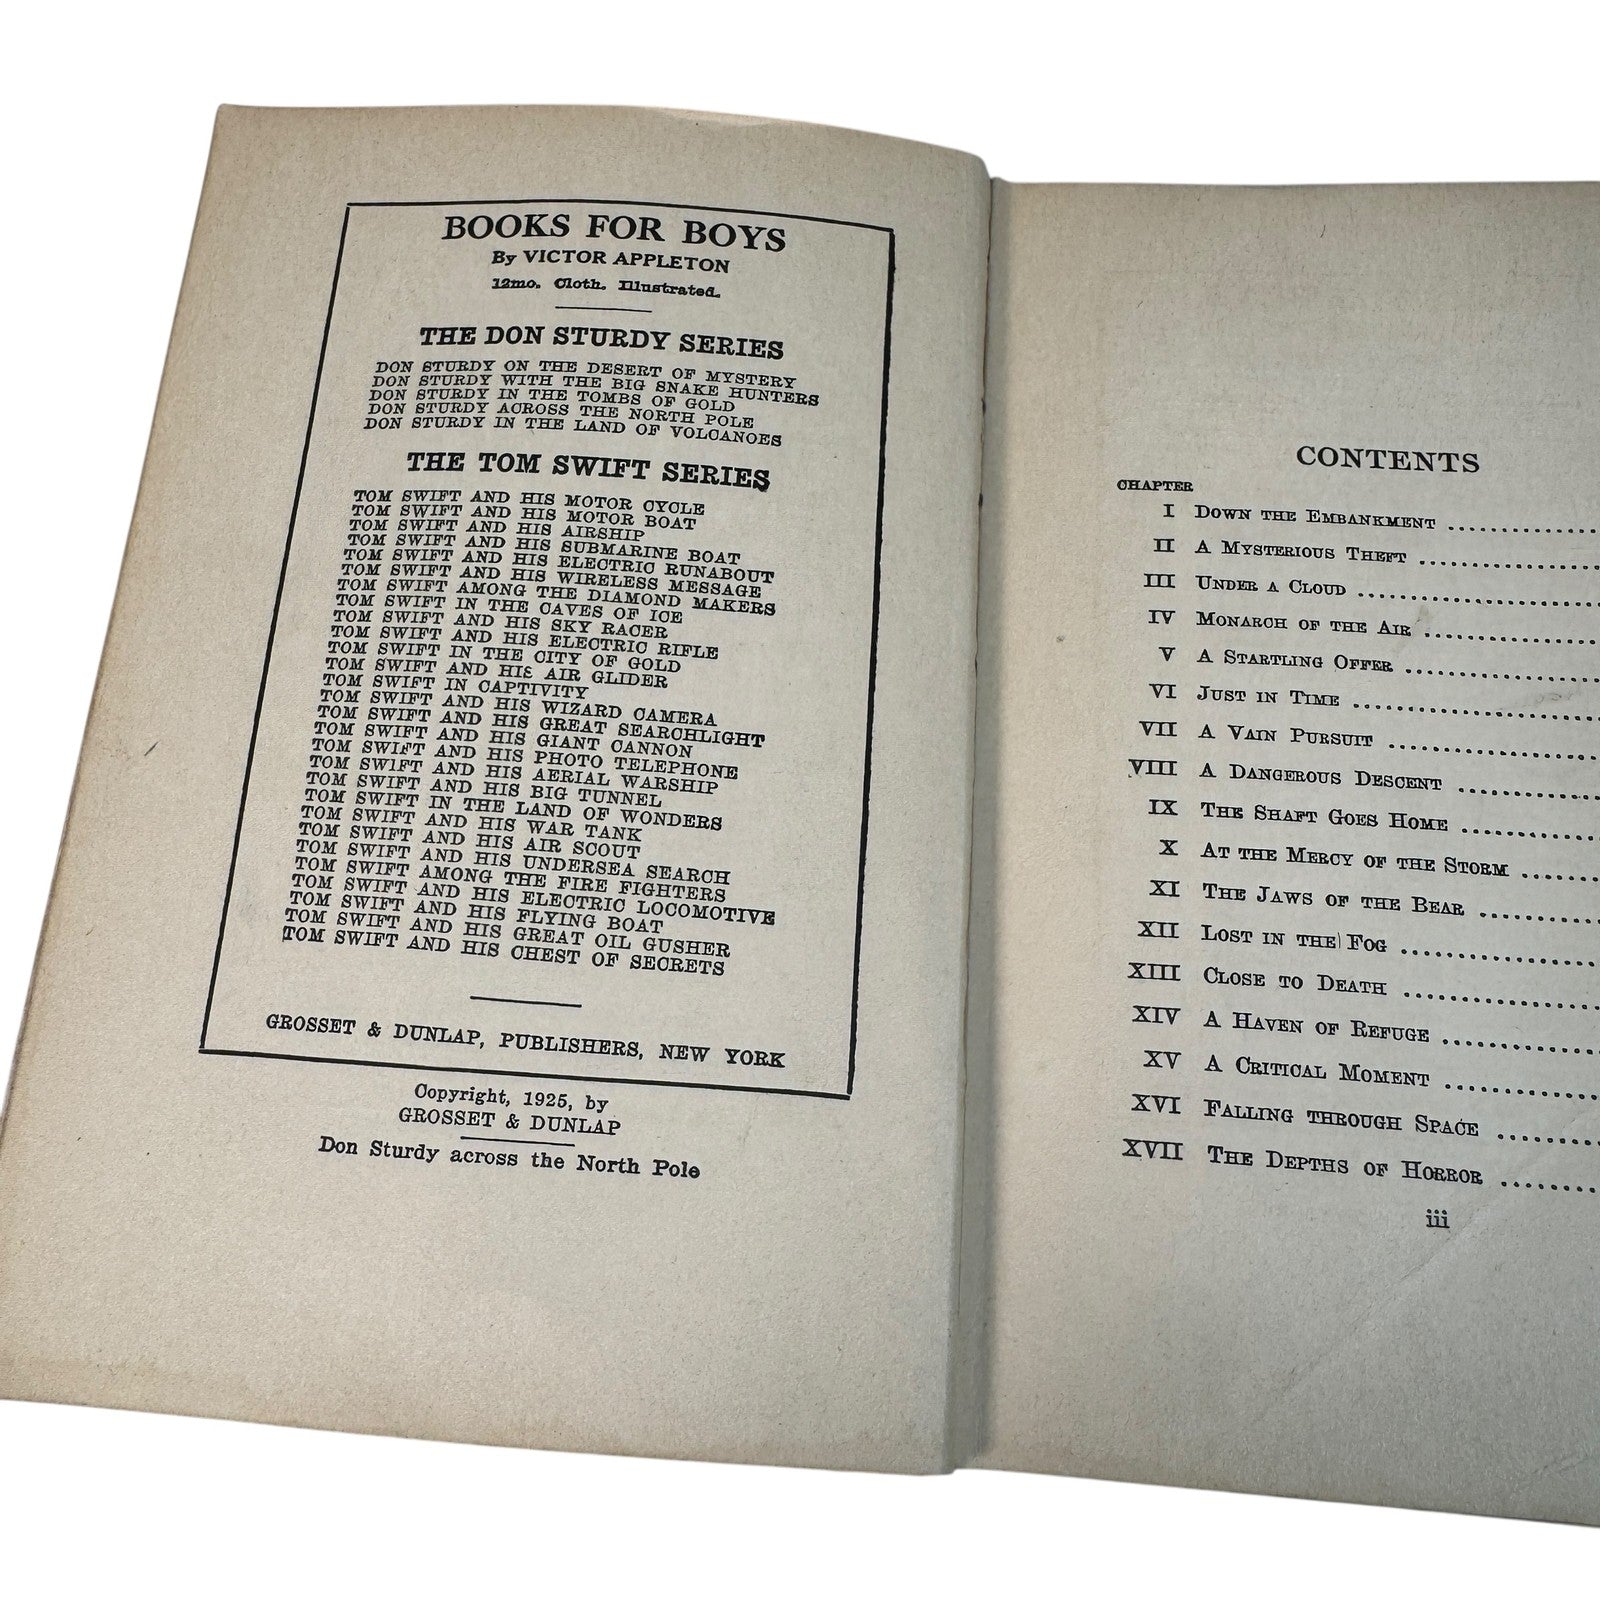 BOOKS FOR BOYS
By VICTOR APPLETON
12mo. Cloth. Illustrated.
THE DON STURDY SERIES
DON STURDY ON THE DESERT OF MYSTERY
DON STURDY WITH THE BIG SNAKE HUNTERS
DON STURDY IN THE TOMBS OF GOLD
DON STURDY ACROSS THE NORTH POLE
DON STURDY IN THE LAND OF VOLCANOES
THE TOM SWIFT SERIES
TOM SWIFT AND HIS MOTOR CYCLE
TOM SWIFT AND HIS MOTOR BOAT
TOM SWIFT AND HIS AIRSHIP
TOM SWIFT AND HIS SUBMARINE BOAT
TOM SWIFT AND HIS ELECTRIC RUNABOUT
TOM SWIFT AND HIS WIRELESS MESSAGE
TOM SWIFT AMONG THE DIAMOND MAKERS
TOM SWIFT IN THE CAVES OF ICE
TOM SWIFT AND HIS SKY RACER
TOM SWIFT AND HIS ELECTRIC RIFLE
TOM SWIFT IN THE CITY OF GOLD
TOM SWIFT AND HIS AIR GLIDER
TOM SWIFT IN CAPTIVITY
TOM SWIFT AND HIS WIZARD CAMERA
TOM SWIFT AND HIS GREAT SEARCHLIGHT
TOM SWIFT AND HIS GIANT CANNON
TOM SWIFT AND HIS PHOTO TELEPHONE
TOM SWIFT AND HIS AERIAL WARSHIP
TOM SWIFT AND HIS BIG TUNNEL
TOM SWIFT IN THE LAND OF WONDERS
TOM SWIFT AND HIS WAR TANK
TOM SWIFT AND HIS AIR SCOUT
TOM SWIFT AND HIS UNDERSEA SEARCH
TOM SWIFT AMONG THE FIRE FIGHTERS
TOM SWIFT AND HIS ELECTRIC LOCOMOTIVE
TOM SWIFT AND HIS FLYING BOAT
TOM SWIFT AND HIS GREAT OIL GUSHER
TOM SWIFT AND HIS CHEST OF SECRETS
GROSSET & DUNLAP, PUBLISHERS, NEW YORK
Copyright, 1925, by
GROSSET & DUNLAP
Don Sturdy across the North Pole
CONTENTS
CHAPTER
I DOWN THE EMBANKMENT
II A MYSTERIOUS THEFT
III UNDER A CLOUD
IV MONARCH OF THE AIR
V A STARTLING OFFER
VI JUST IN TIME
VII A VAIN PURSUIT
VIII A DANGEROUS DESCENT
IX THE SHAFT GOES HOME
X AT THE MERCY OF THE STORM
XI THE JAWS OF THE BEAR
XII LOST IN THE FOG
XIII CLOSE TO DEATH
XIV A HAVEN OF REFUGE
XV A CRITICAL MOMENT
XVI FALLING THROUGH SPACE
XVII THE DEPTHS OF HORROR
iii